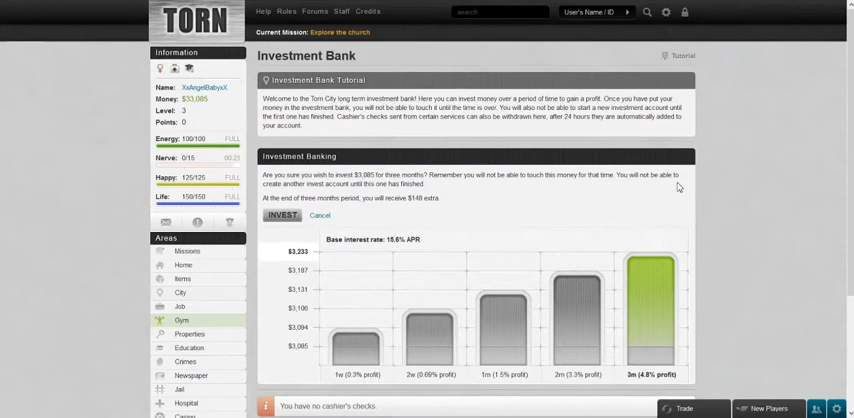 TORN
Help Rules Forums Staff Credits
search
User's Name / ID
Current Mission: Explore the church
Information
Name: XxAngelBabyxX
Money: $33,085
Level: 3
Points: 0
Energy: 100/100 FULL
Nerve: 0/15 00:21
Happy: 125/125 FULL
Life: 150/150 FULL
Areas
Missions
Home
Items
City
Job
Gym
Properties
Education
Crimes
Newspaper
Jail
Hospital
Casino
Investment Bank
Tutorial
Investment Bank Tutorial
Welcome to the Torn City long term investment bank! Here you can invest money over a period of time to gain a profit. Once you have put your
money in the investment bank, you will not be able to touch it until the time is over. You will also not be able to start a new investment account until
the first one has finished. Cashier's checks sent from certain services can also be withdrawn here, after 24 hours they are automatically added to
your account.
Investment Banking
Are you sure you wish to invest $3,085 for three months? Remember you will not be able to touch this money for that time. You will not be able to
create another invest account until this one has finished
At the end of three months period, you will receive $148 extra
INVEST Cancel
Base interest rate: 15.6% APR
$3,233
$3,187
$3,131
$3,106
$3,094
$3,085
1w (0.3% profit) 2w (0.69% profit) 1m (1.5% profit) 2m (3.3% profit) 3m (4.8% profit)
You have no cashier's checks.
Trade
New Players